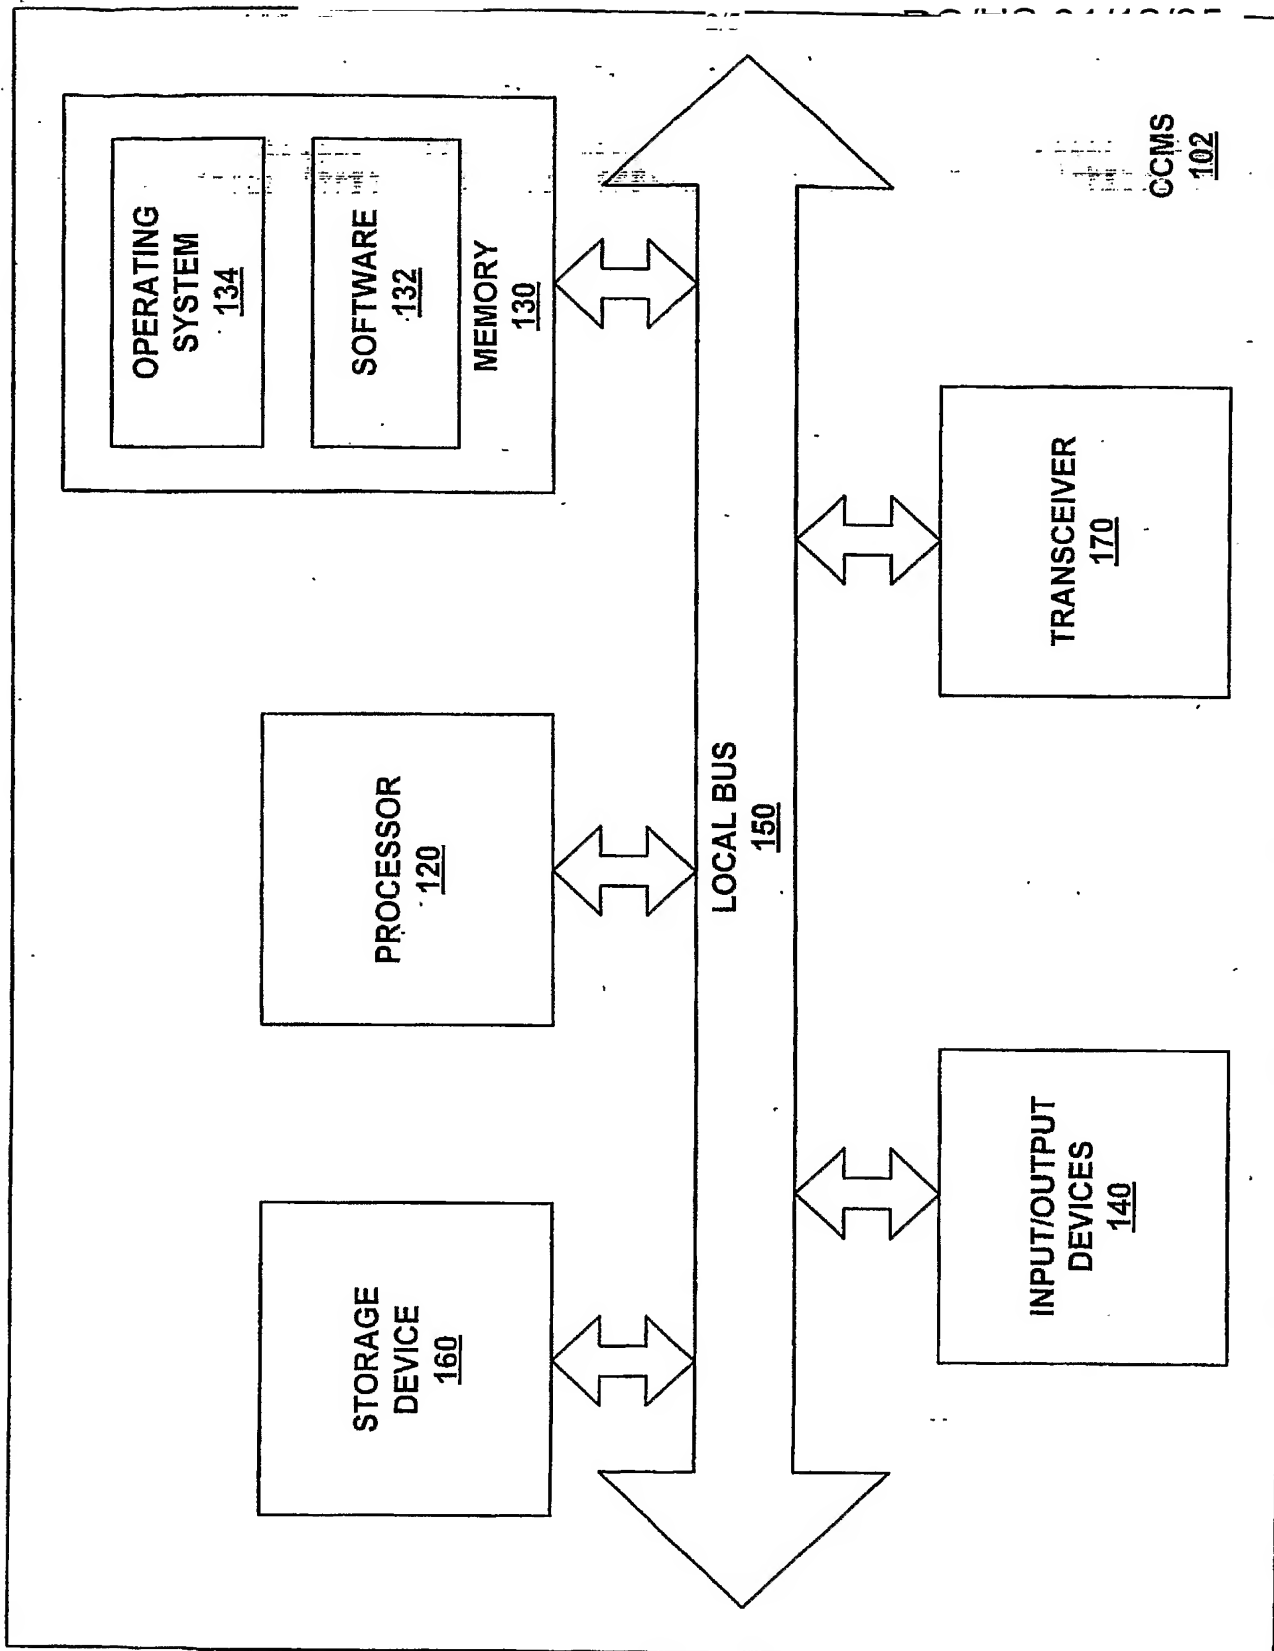 STORAGE
DEVICE
160
PROCESSOR
120
OPERATING
SYSTEM
134
SOFTWARE
132
MEMORY
130
LOCAL BUS
150
INPUT/OUTPUT
DEVICES
140
TRANSCEIVER
170
CCMS
102